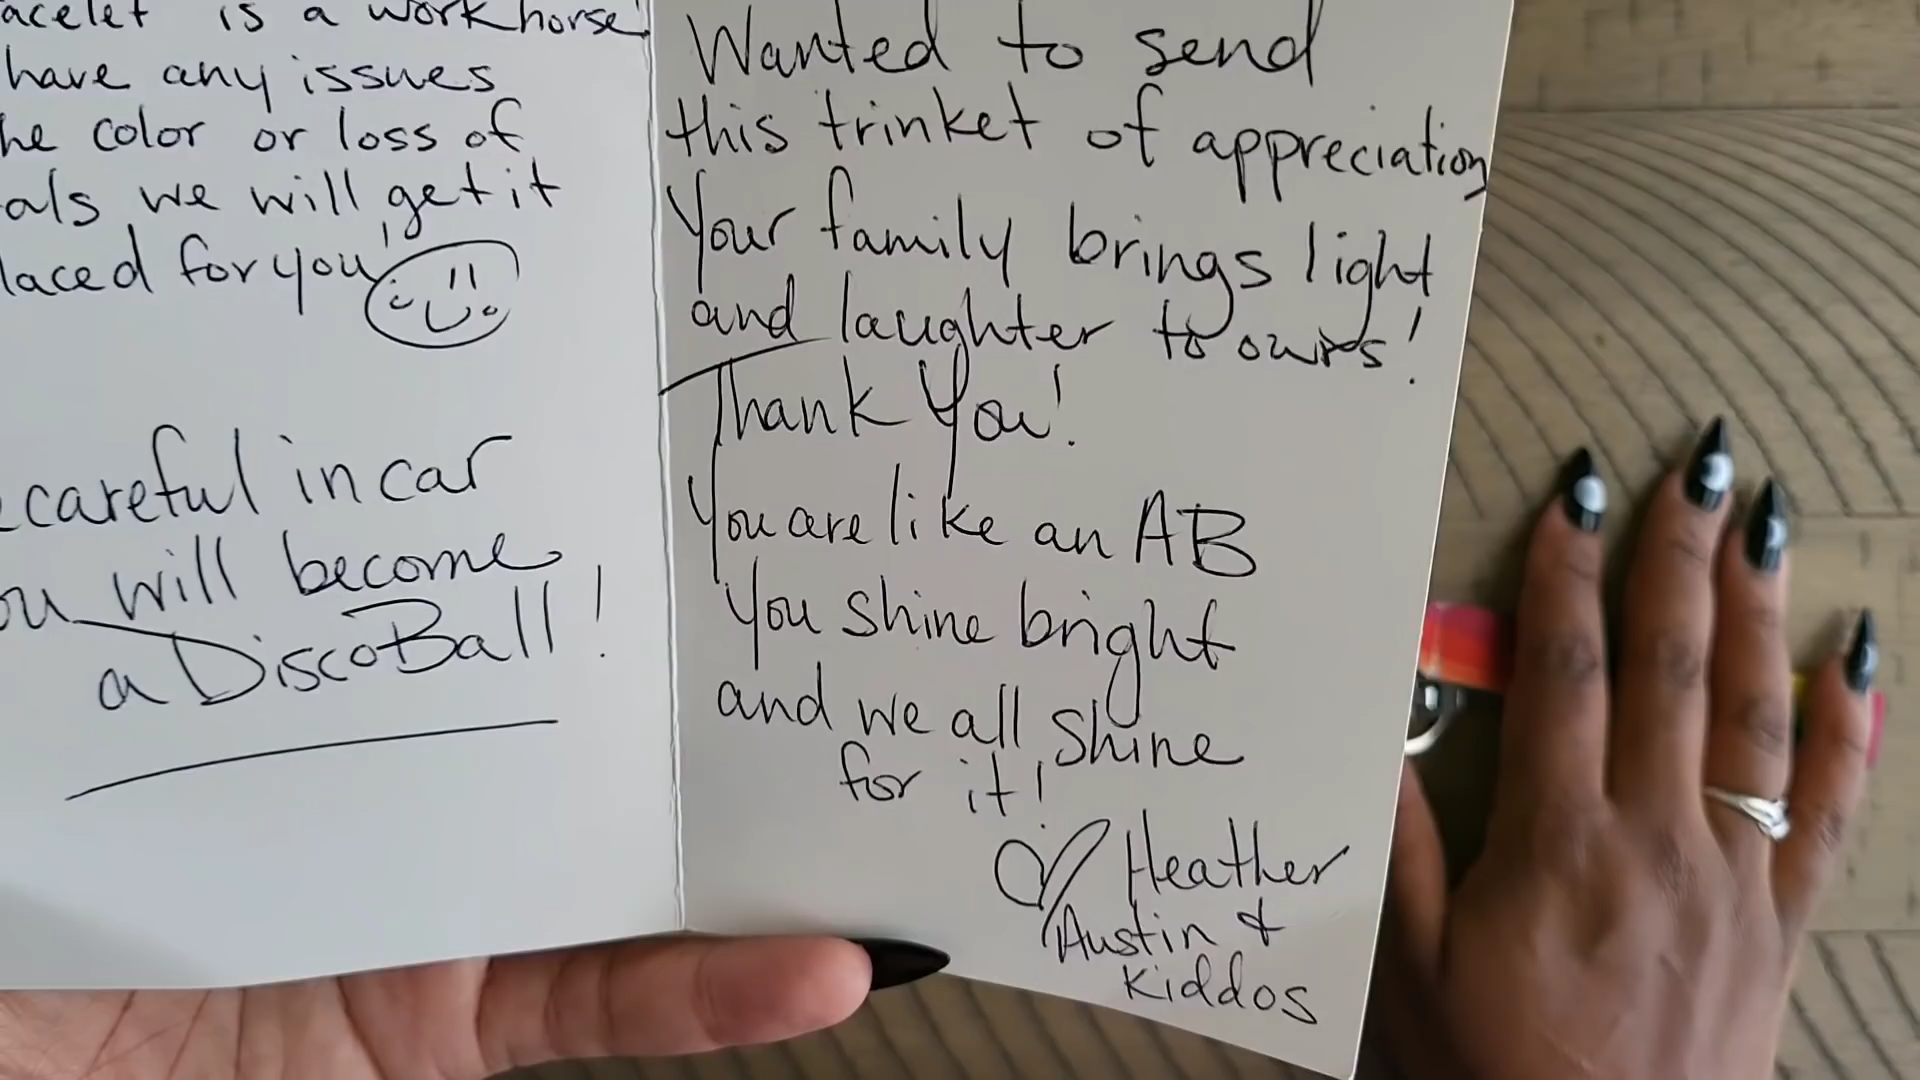 acelet is a workhorse!
have any issues
he color or loss of
als we will get it
laced for you!
careful in car
ou will become
a Disco Ball!
Wanted to send
this trinket of appreciation
Your family brings light
and laughter to ours!
Thank You!
You are like an AB
You shine bright
and we all shine
for it!
Heather
Austin &
Kiddos